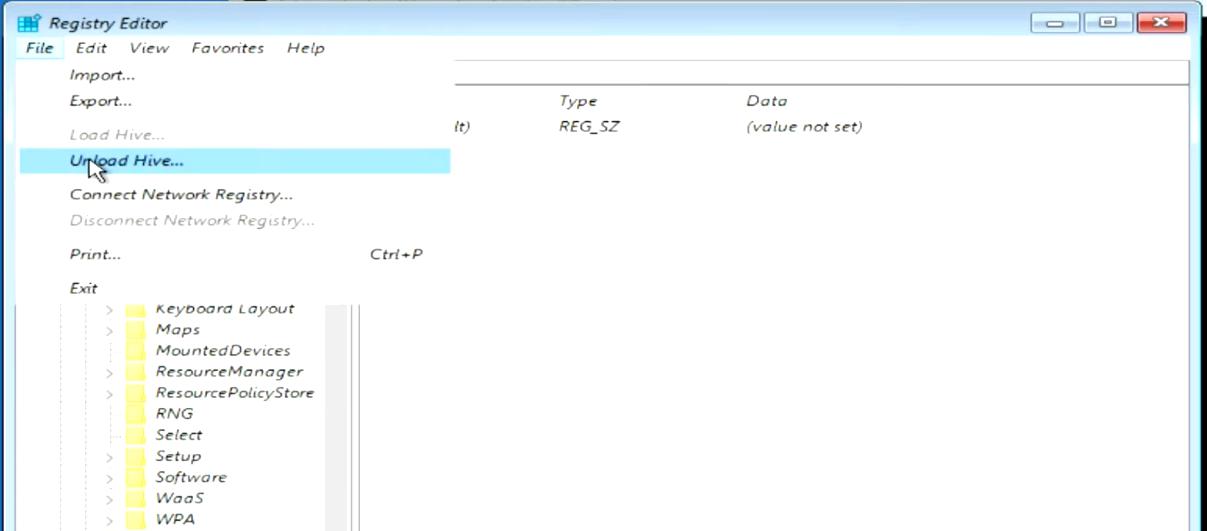 Registry Editor
File Edit View Favorites Help
Import...
Export...
Type Data
Load Hive...
lt) REG_SZ (value not set)
Unload Hive...
Connect Network Registry...
Disconnect Network Registry...
Print... Ctrl+P
Exit
Keyboard Layout
Maps
MountedDevices
ResourceManager
ResourcePolicyStore
RNG
Select
Setup
Software
WaaS
WPA